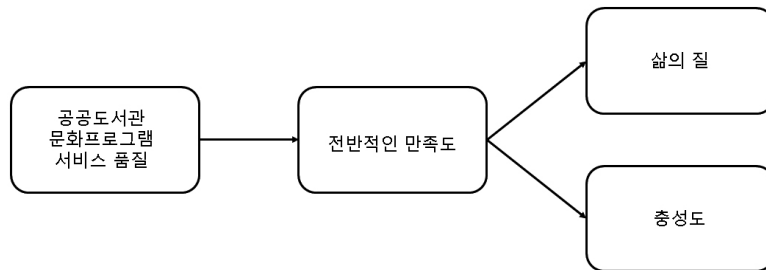 공공도서관
문화프로그램
서비스 품질
전반적인 만족도
삶의 질
충성도